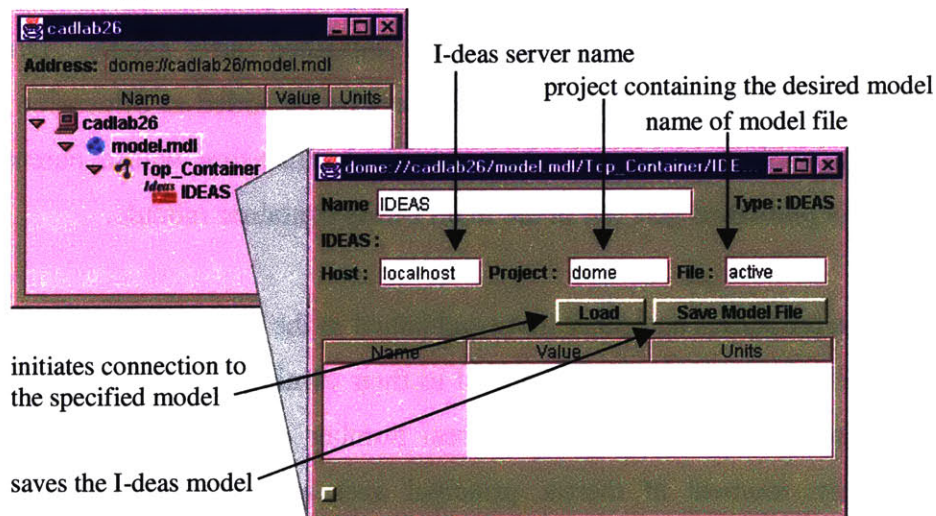 cadlab26
Address: dome://cadlab26/model.mdl
Name Value Units
cadlab26
model.mdl
Top_Container
Ideas IDEAS
I-deas server name
project containing the desired model
name of model file
dome://cadlab26/model.mdl/Top_Container/IDE...
Name IDEAS Type : IDEAS
IDEAS :
Host : localhost Project : dome File : active
Load Save Model File
Name Value Units
initiates connection to
the specified model
saves the I-deas model